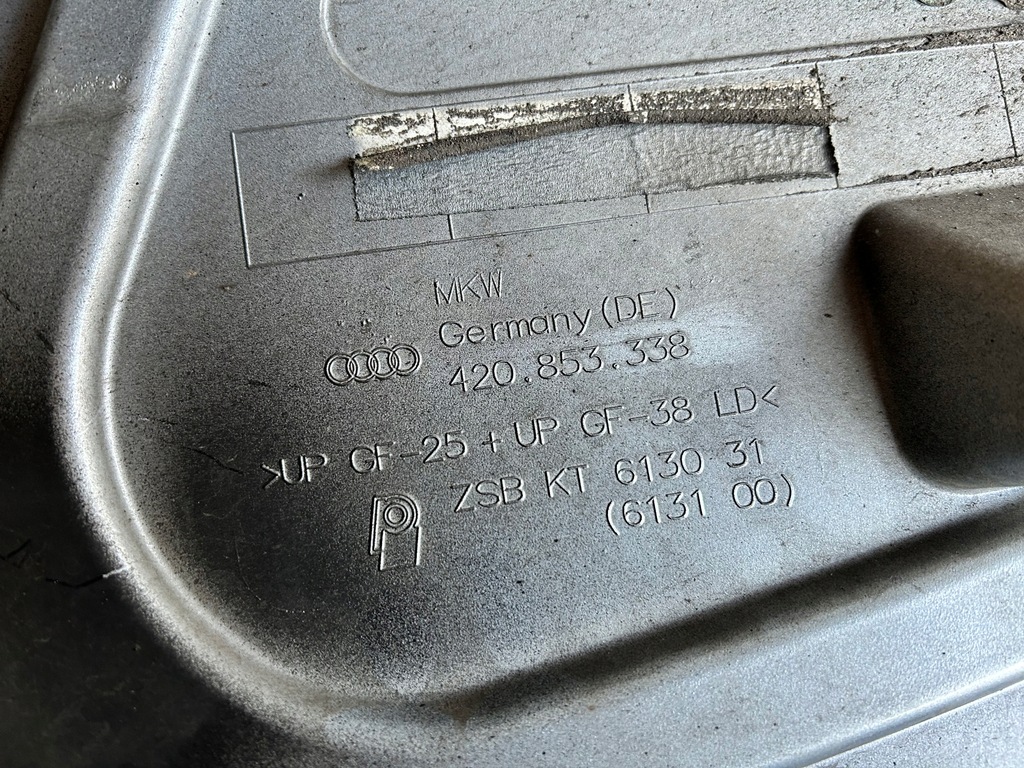 MKW
Germany (DE)
420.853.338
>UP GF-25 + UP GF-38 LD<
ZSB KT 6130 31
(6131 00)